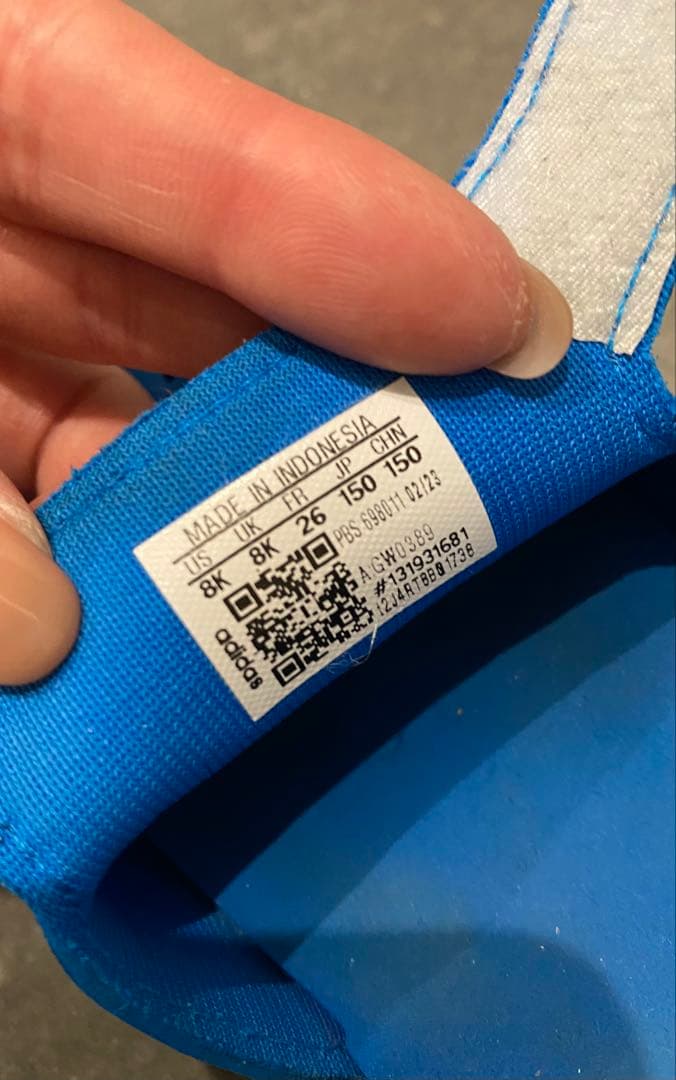 MADE IN INDONESIA
US UK FR JP CHN
8K 8K 26 150 150
PBS:698011 02/23
A:GW0389
#131931681
adidas